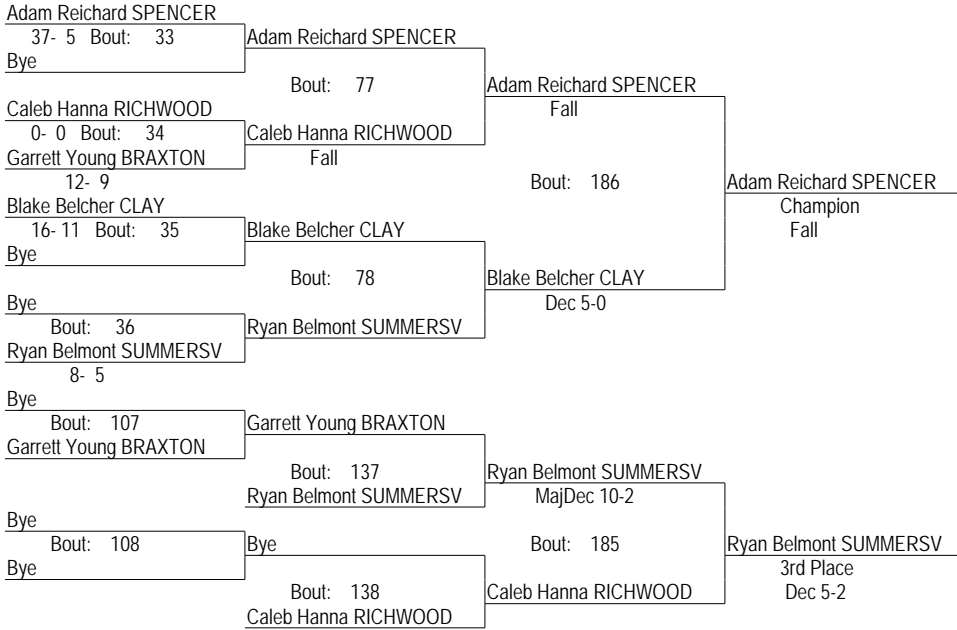 Adam Reichard SPENCER
37- 5 Bout: 33
Adam Reichard SPENCER
Bye
Bout: 77
Adam Reichard SPENCER
Caleb Hanna RICHWOOD
Fall
0- 0 Bout: 34
Caleb Hanna RICHWOOD
Garrett Young BRAXTON
Fall
12- 9
Bout: 186
Adam Reichard SPENCER
Blake Belcher CLAY
Champion
16- 11 Bout: 35
Blake Belcher CLAY
Fall
Bye
Bout: 78
Blake Belcher CLAY
Bye
Dec 5-0
Bout: 36
Ryan Belmont SUMMERSV
Ryan Belmont SUMMERSV
8- 5
Bye
Bout: 107
Garrett Young BRAXTON
Garrett Young BRAXTON
Bout: 137
Ryan Belmont SUMMERSV
Ryan Belmont SUMMERSV
MajDec 10-2
Bye
Bout: 108
Bye
Bout: 185
Ryan Belmont SUMMERSV
Bye
3rd Place
Bout: 138
Caleb Hanna RICHWOOD
Dec 5-2
Caleb Hanna RICHWOOD